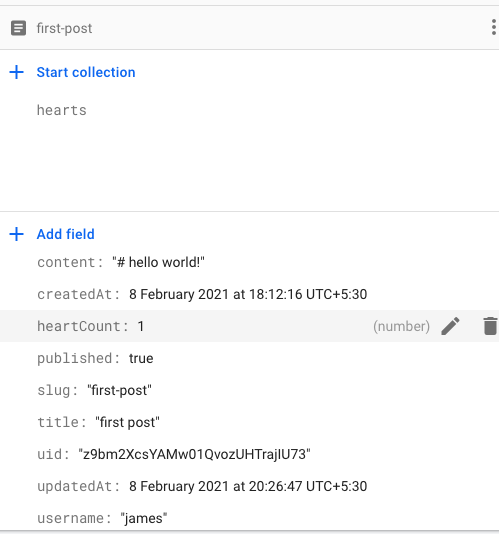 first-post
Start collection
hearts
Add field
content: "# hello world!"
createdAt: 8 February 2021 at 18:12:16 UTC+5:30
heartCount: 1 (number)
published: true
slug: "first-post"
title: "first post"
uid: "z9bm2XcsYAMw01QvozUHTrajIU73"
updatedAt: 8 February 2021 at 20:26:47 UTC+5:30
username: "james"